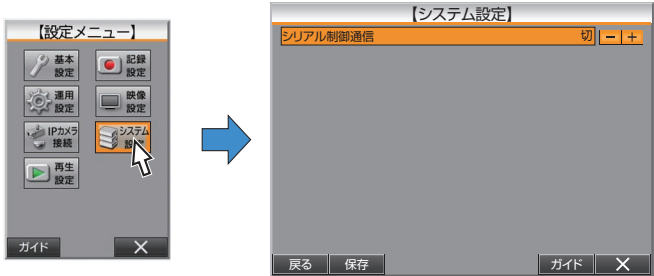 【設定メニュー】
基本
設定
記録
設定
運用
設定
映像
設定
IPカメラ
接続
システム
設定
再生
設定
ガイド
【システム設定】
シリアル制御通信 切 − +
戻る 保存 ガイド